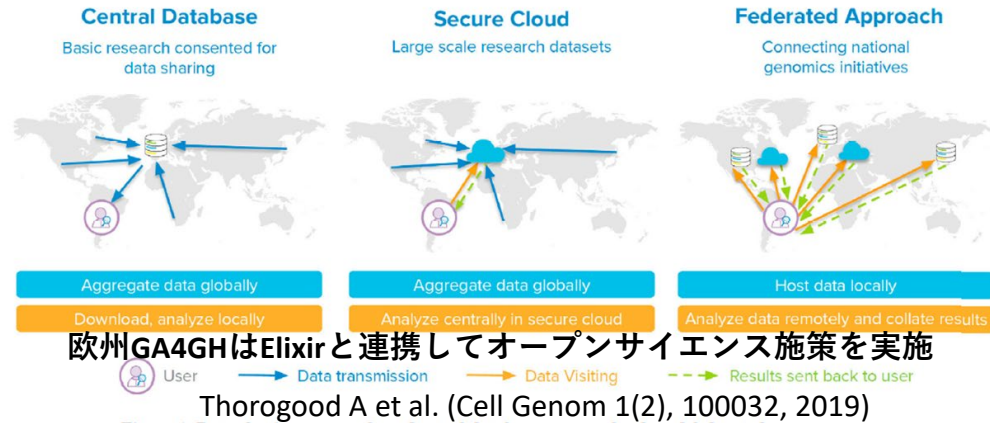 Central Database
Basic research consented for
data sharing
Secure Cloud
Large scale research datasets
Federated Approach
Connecting national
genomics initiatives
Aggregate data globally
Download, analyze locally
Aggregate data globally
Analyze centrally in secure cloud
Host data locally
Analyze data remotely and collate results
欧州GA4GHはElixirと連携してオープンサイエンス施策を実施
User
Data transmission
Data Visiting
Results sent back to user
Thorogood A et al. (Cell Genom 1(2), 100032, 2019)